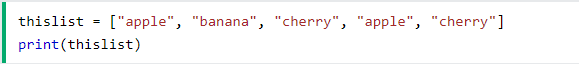 thislist = ["apple", "banana", "cherry", "apple", "cherry"]
print(thislist)